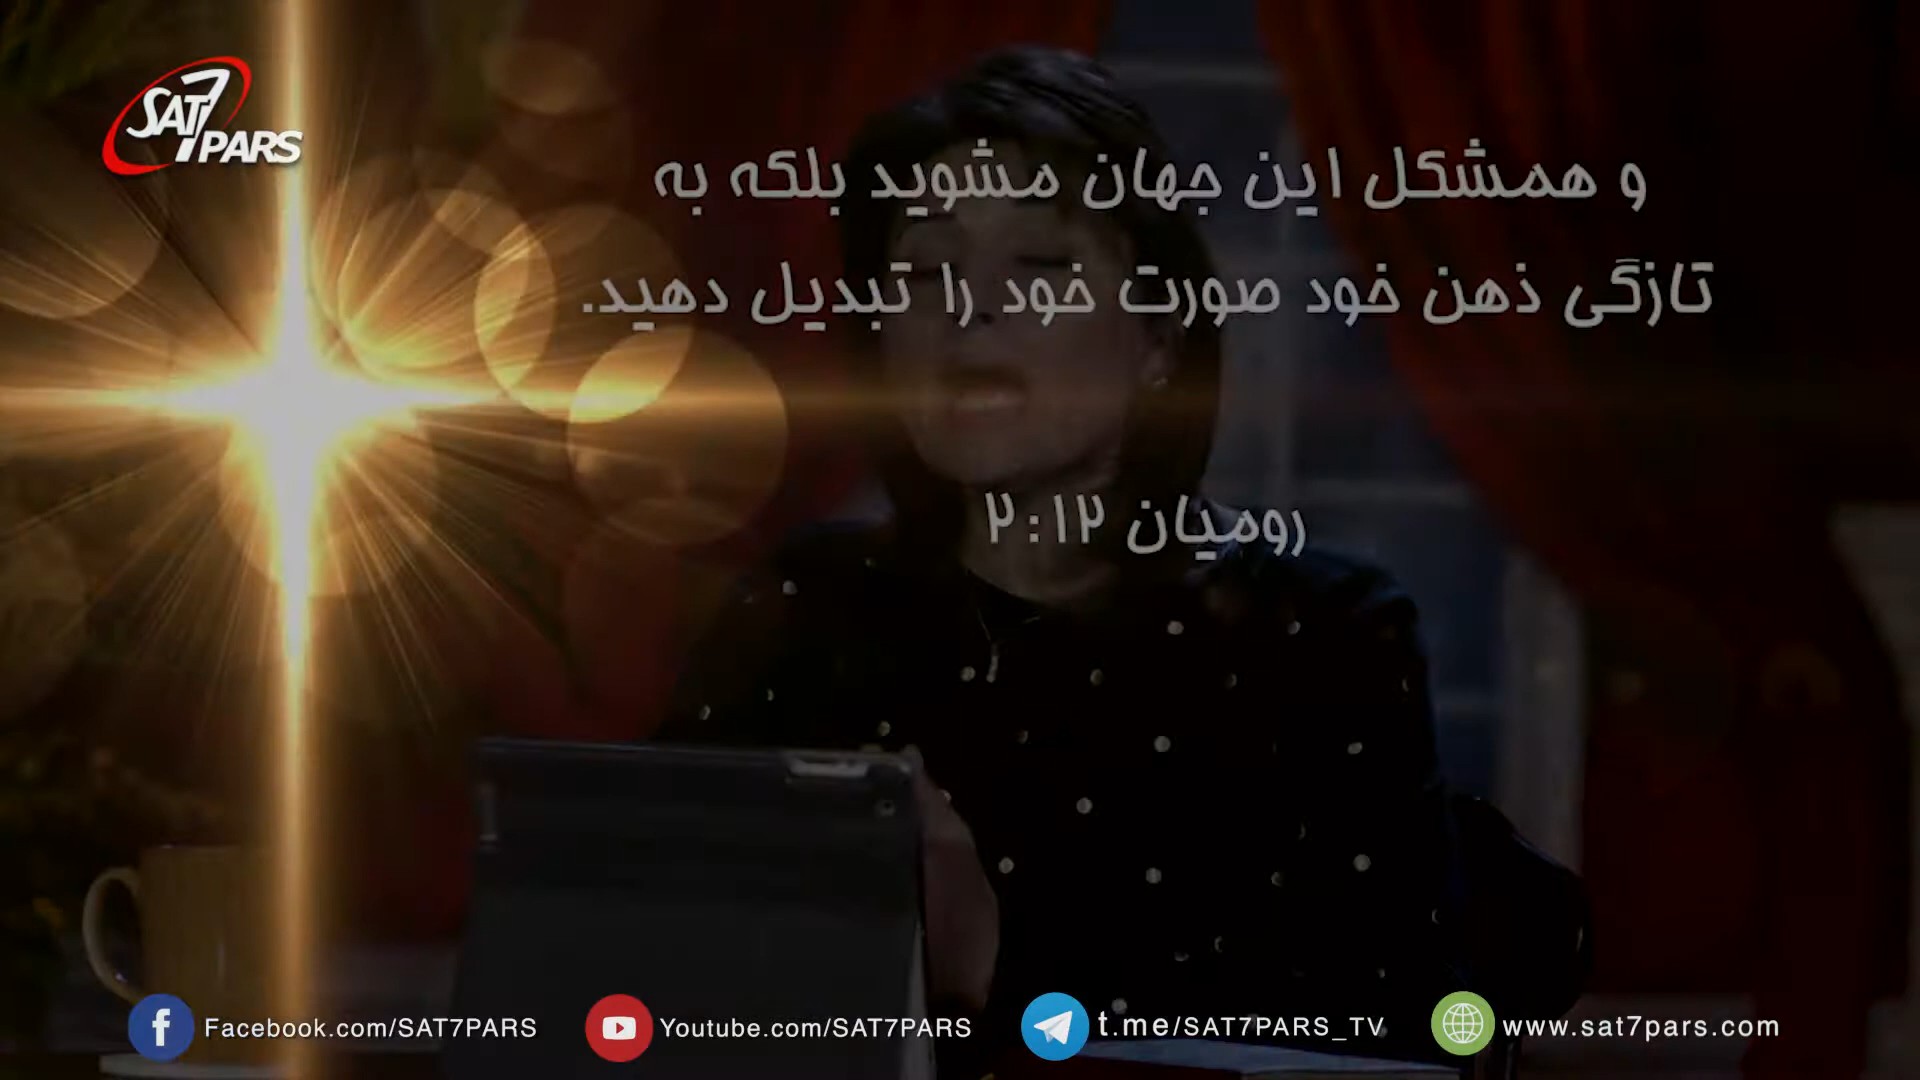 SAT7 PARS
و همشکل این جهان مشوید بلکه به
تازگی ذهن خود صورت خود را تبدیل دهید.
رومیان ۲:۱۲
Facebook.com/SAT7PARS
Youtube.com/SAT7PARS
t.me/SAT7PARS_TV
www.sat7pars.com